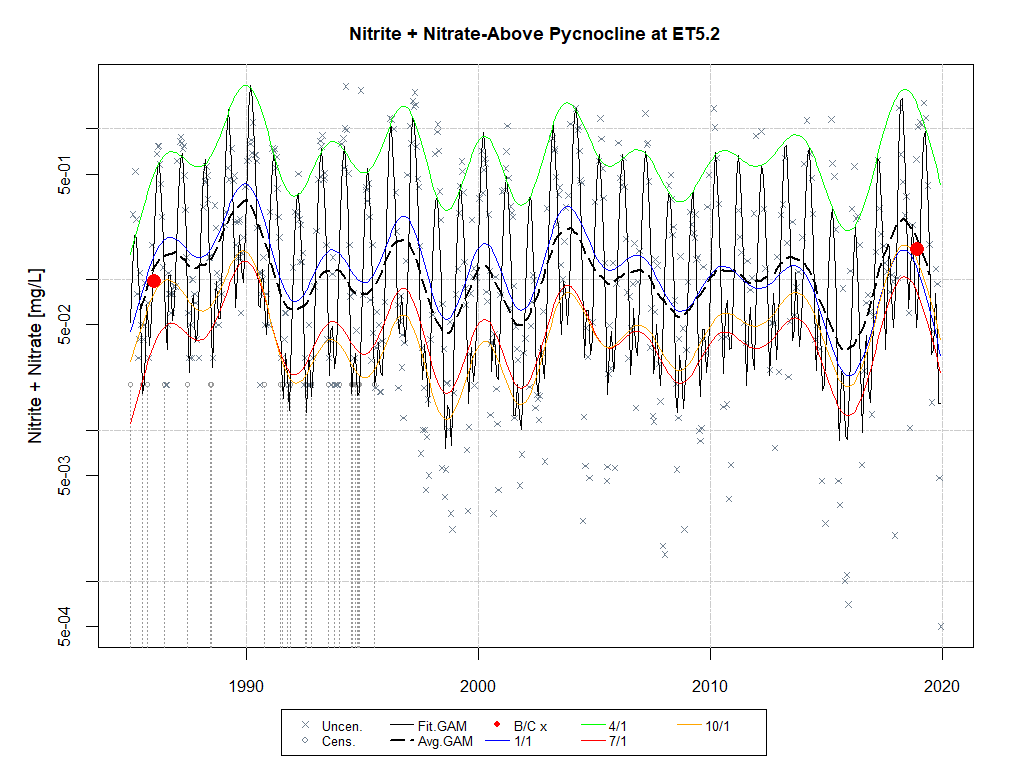 Nitrite + Nitrate-Above Pycnocline at ET5.2
Nitrite + Nitrate [mg/L]
5e-01
5e-02
5e-03
5e-04
1990 2000 2010 2020
Uncen. Fit.GAM B/C x 4/1 10/1
Cens. Avg.GAM 1/1 7/1